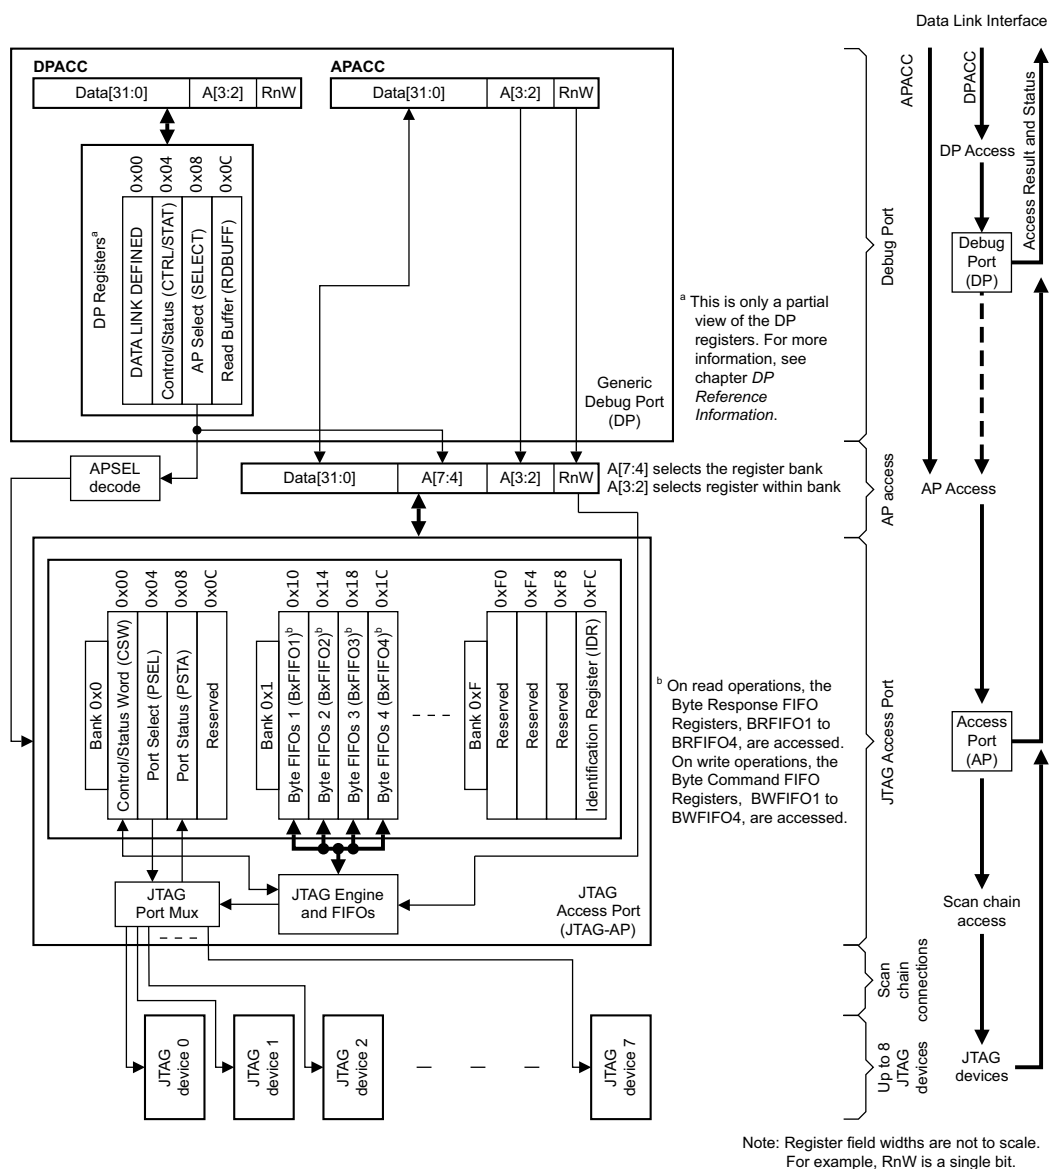 Data Link Interface
DPACC
Data[31:0] A[3:2] RnW
APACC
Data[31:0] A[3:2] RnW
APACC
DPACC
Access Result and Status
DP Access
0x00
0x04
0x08
0x0C
DP Registersa
DATA LINK DEFINED
Control/Status (CTRL/STAT)
AP Select (SELECT)
Read Buffer (RDBUFF)
Debug Port
Debug
Port
(DP)
a This is only a partial
view of the DP
registers. For more
information, see
chapter DP
Reference
Information.
Generic
Debug Port
(DP)
APSEL
decode
Data[31:0] A[7:4] A[3:2] RnW
A[7:4] selects the register bank
A[3:2] selects register within bank
AP access
AP Access
0x00
0x04
0x08
0x0C
Bank 0x0
Control/Status Word (CSW)
Port Select (PSEL)
Port Status (PSTA)
Reserved
0x10
0x14
0x18
0x1C
Bank 0x1
Byte FIFOs 1 (BxFIFO1)b
Byte FIFOs 2 (BxFIFO2)b
Byte FIFOs 3 (BxFIFO3)b
Byte FIFOs 4 (BxFIFO4)b
0xF0
0xF4
0xF8
0xFC
Bank 0xF
Reserved
Reserved
Reserved
Identification Register (IDR)
b On read operations, the
Byte Response FIFO
Registers, BRFIFO1 to
BRFIFO4, are accessed.
On write operations, the
Byte Command FIFO
Registers, BWFIFO1 to
BWFIFO4, are accessed.
JTAG Access Port
Access
Port
(AP)
JTAG
Port Mux
JTAG Engine
and FIFOs
JTAG
Access Port
(JTAG-AP)
Scan chain
access
Scan
chain
connections
JTAG
device 0
JTAG
device 1
JTAG
device 2
JTAG
device 7
Up to 8
JTAG
devices
JTAG
devices
Note: Register field widths are not to scale.
For example, RnW is a single bit.